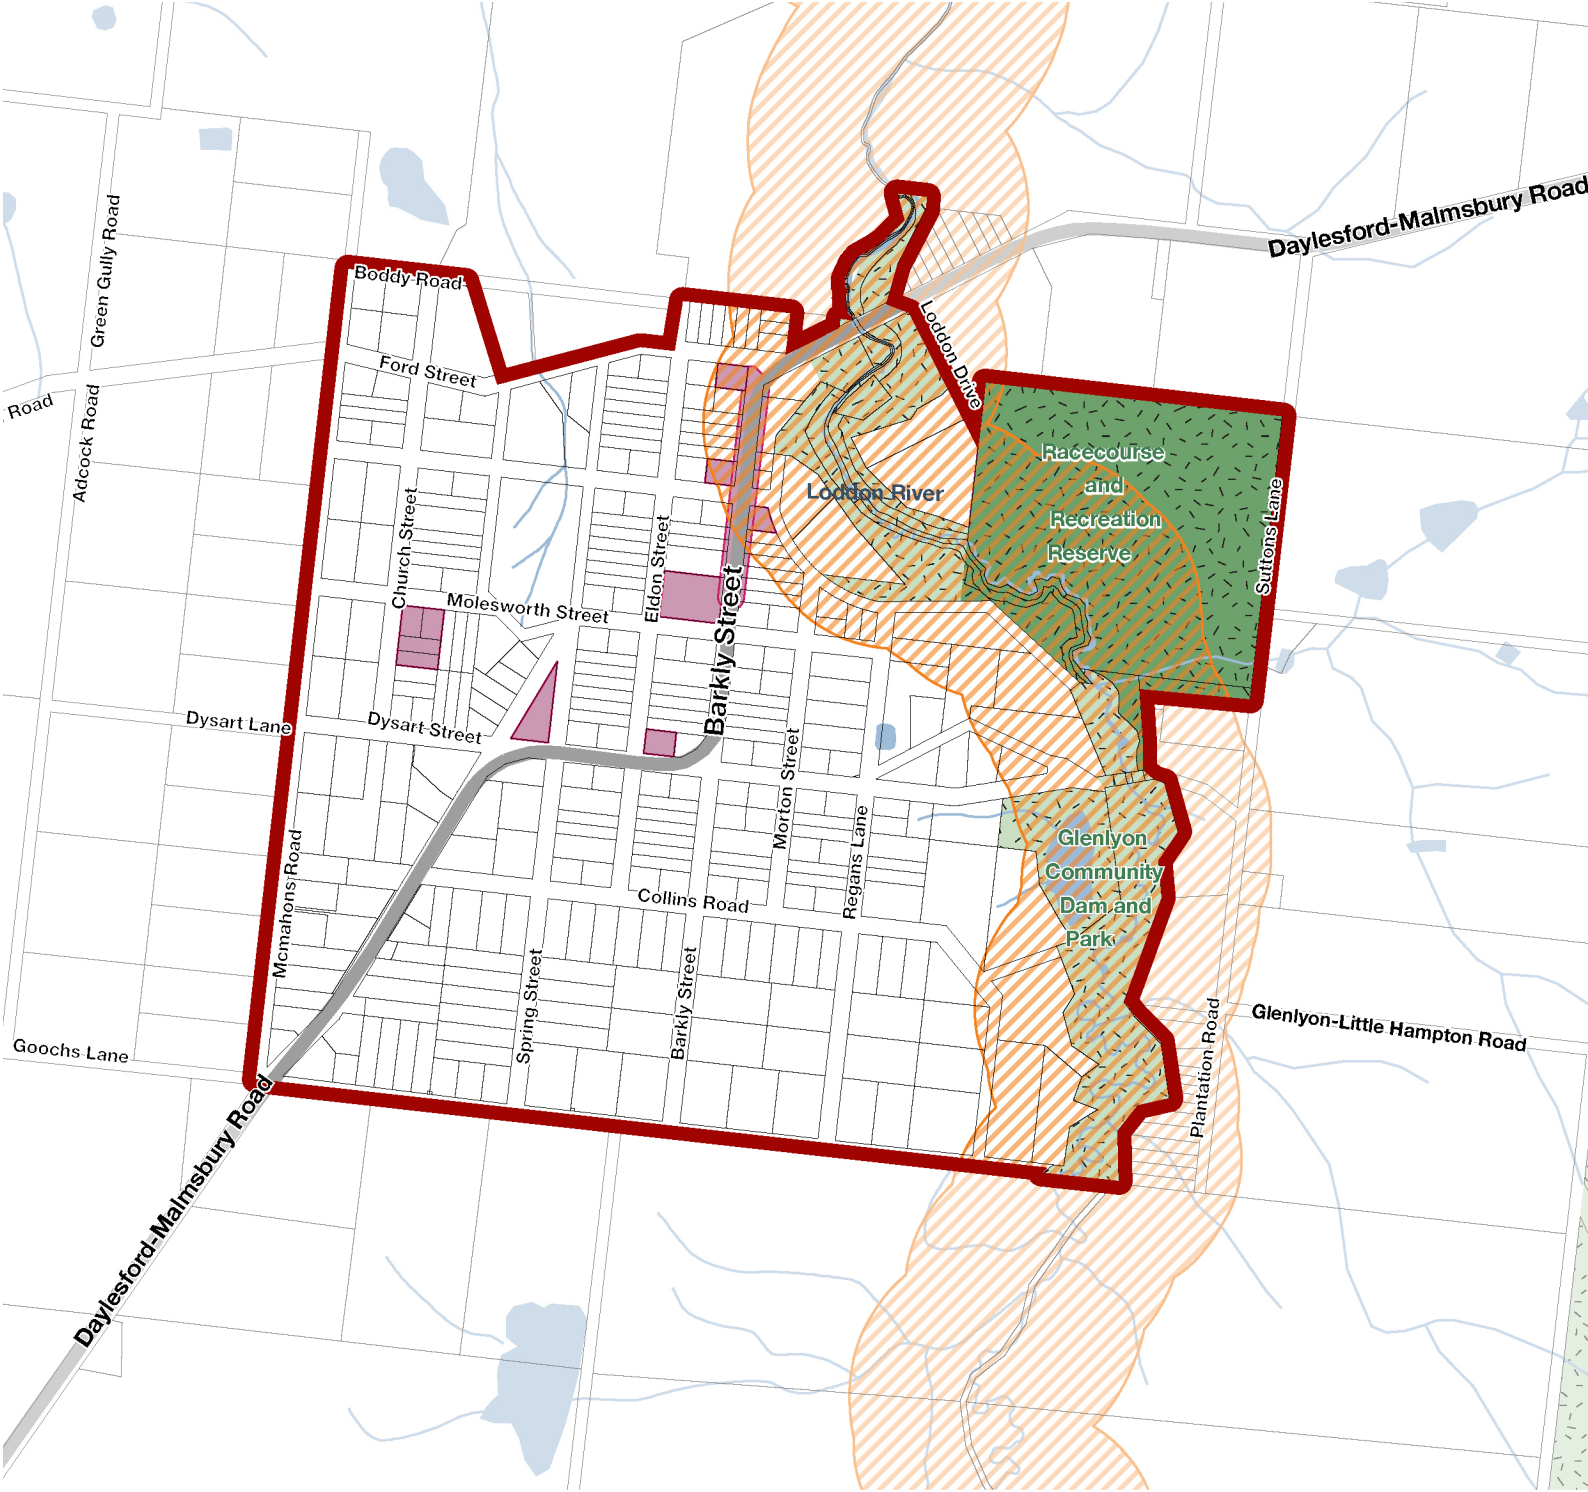 Daylesford-Malmsbury Road
Green Gully Road
Boddy Road
Loddon Drive
Ford Street
Road
Adcock Road
Racecourse
and
Recreation
Reserve
Loddon River
Suttons Lane
Church Street
Eldon Street
Molesworth Street
Barkly Street
Dysart Lane
Dysart Street
Morton Street
Regans Lane
Glenlyon
Community
Dam and
Park
Mcmahons Road
Collins Road
Spring Street
Barkly Street
Plantation Road
Glenlyon-Little Hampton Road
Goochs Lane
Daylesford-Malmsbury Road